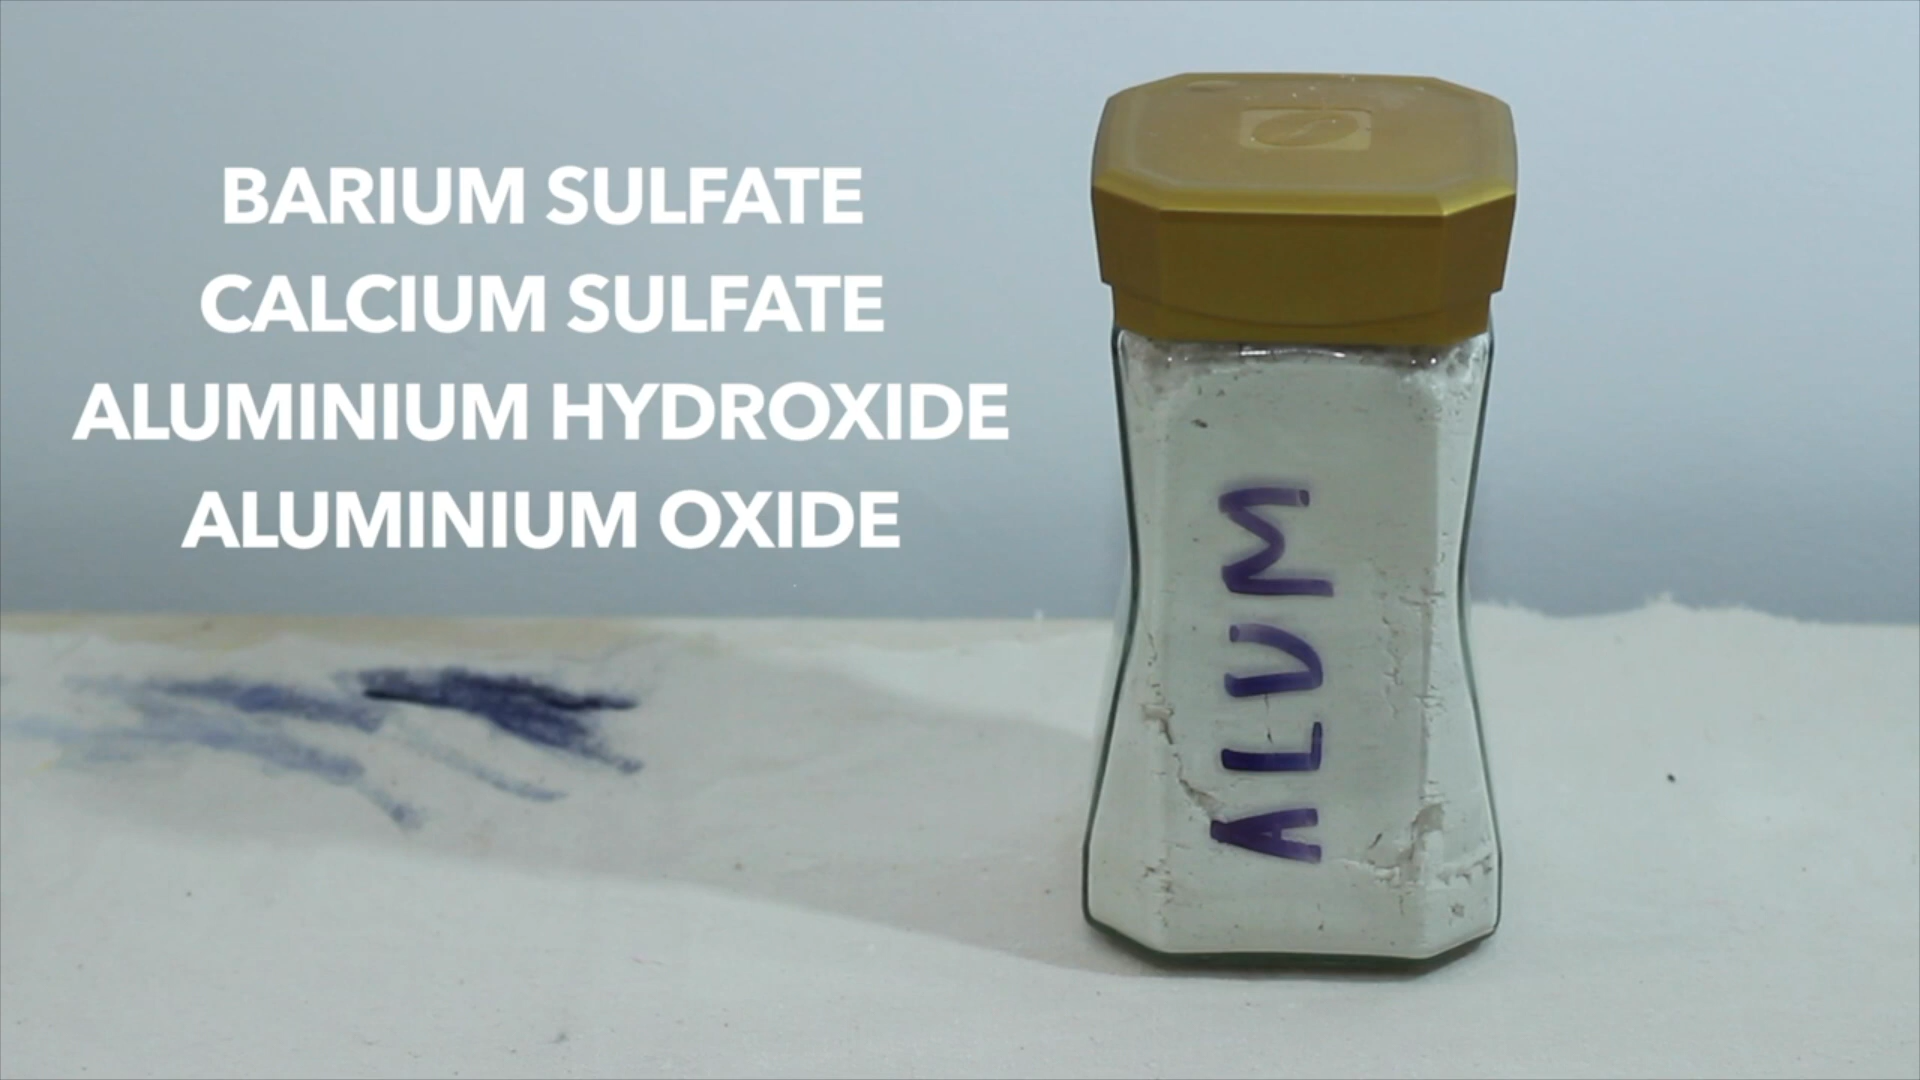 BARIUM SULFATE
CALCIUM SULFATE
ALUMINIUM HYDROXIDE
ALUMINIUM OXIDE
ALUM